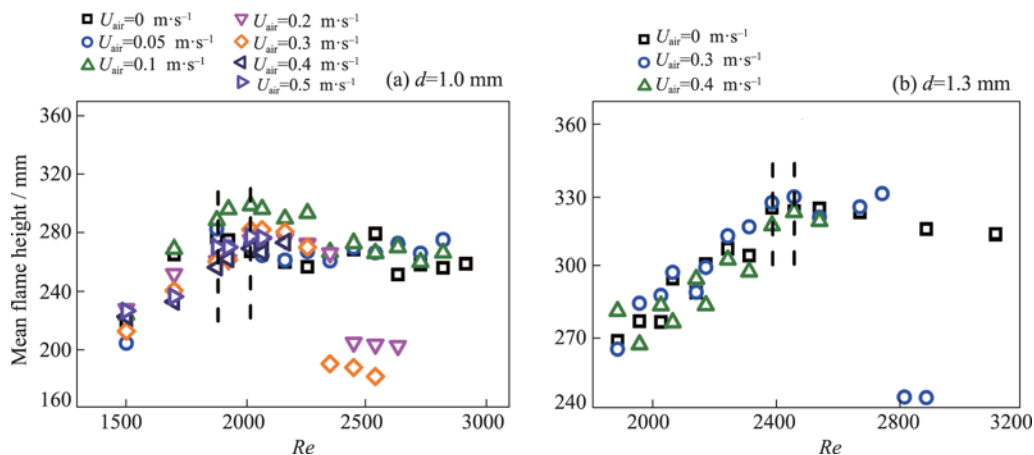 U_air=0 m·s⁻¹
U_air=0.05 m·s⁻¹
U_air=0.1 m·s⁻¹
U_air=0.2 m·s⁻¹
U_air=0.3 m·s⁻¹
U_air=0.4 m·s⁻¹
U_air=0.5 m·s⁻¹
(a) d=1.0 mm
Mean flame height / mm
360
320
280
240
200
160
1500
2000
2500
3000
Re
U_air=0 m·s⁻¹
U_air=0.3 m·s⁻¹
U_air=0.4 m·s⁻¹
(b) d=1.3 mm
360
330
300
270
240
2000
2400
2800
3200
Re